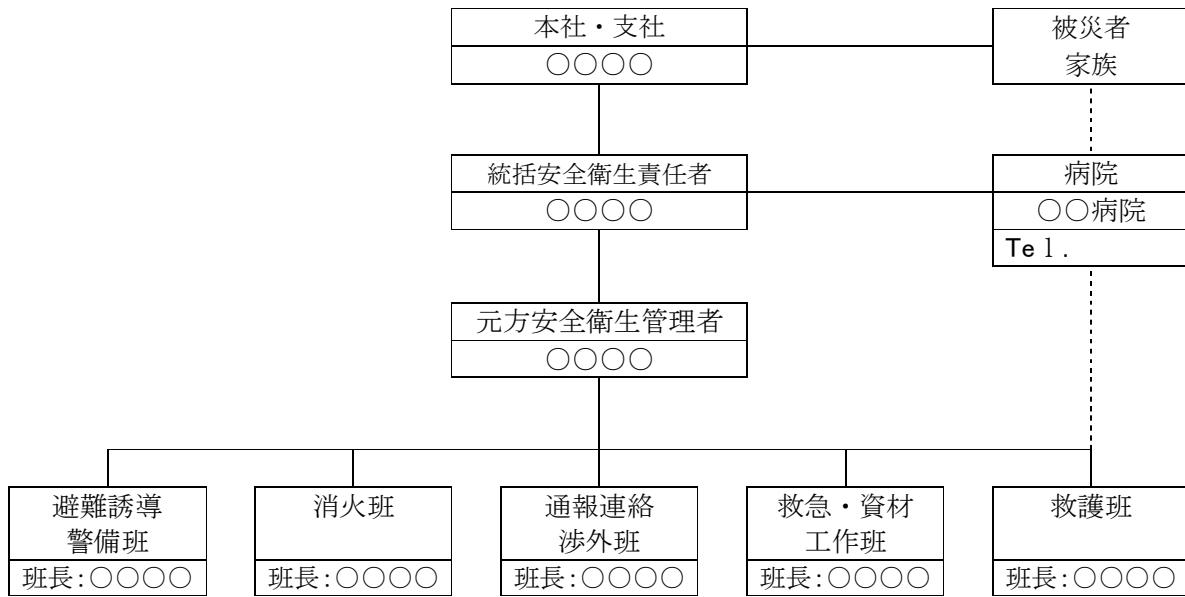 本社・支社
○○○○
被災者
家族
統括安全衛生責任者
○○○○
病院
○○病院
Tel.
元方安全衛生管理者
○○○○
避難誘導
警備班
班長:○○○○
消火班
班長:○○○○
通報連絡
渉外班
班長:○○○○
救急・資材
工作班
班長:○○○○
救護班
班長:○○○○